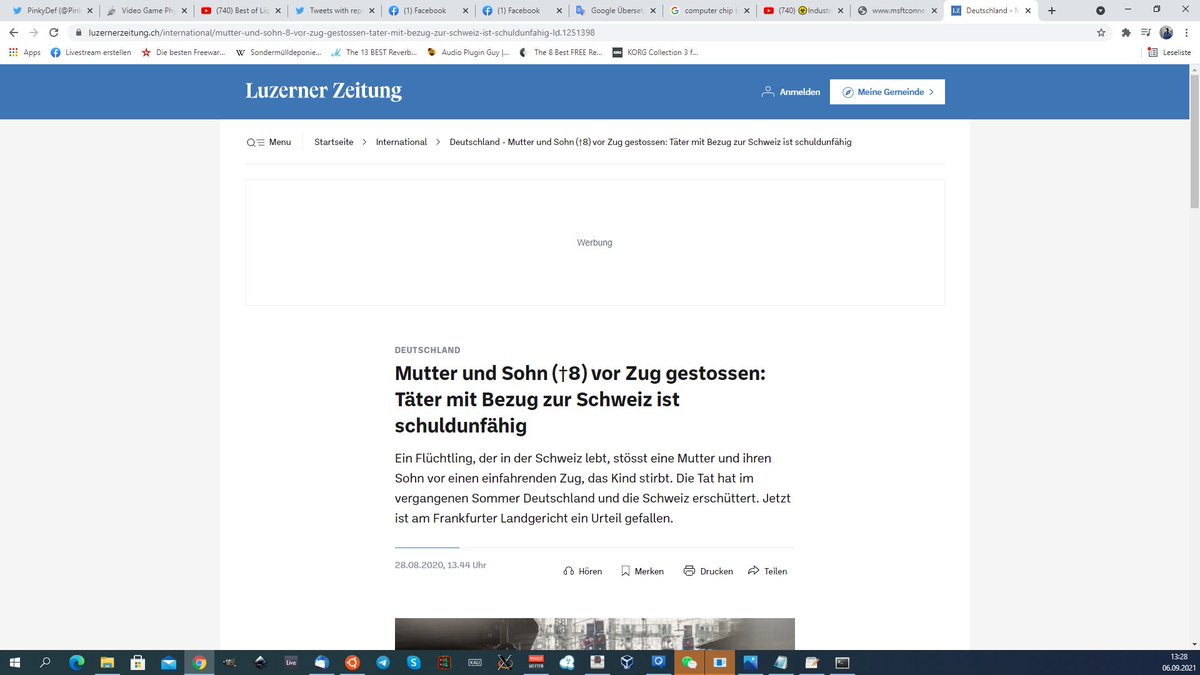 PinkyDef (@Pin
Video Game Ph
(740) Best of Li
Tweets with rep
(1) Facebook
(1) Facebook
Google Überset
computer chip
(740) Indust
www.msftconne
Deutschland - M
luzernerzeitung.ch/international/mutter-und-sohn-8-vor-zug-gestossen-tater-mit-bezug-zur-schweiz-ist-schuldunfahig-ld.1251398
Apps
Livestream erstellen
Die besten Freewar...
Sondermülldeponie...
The 13 BEST Reverb...
Audio Plugin Guy |...
The 8 Best FREE Re...
KORG Collection 3 f...
Leseliste
Luzerner Zeitung
Anmelden
Meine Gemeinde
Menu
Startseite > International > Deutschland - Mutter und Sohn (†8) vor Zug gestossen: Täter mit Bezug zur Schweiz ist schuldunfähig
Werbung
DEUTSCHLAND
Mutter und Sohn (†8) vor Zug gestossen:
Täter mit Bezug zur Schweiz ist
schuldunfähig
Ein Flüchtling, der in der Schweiz lebt, stösst eine Mutter und ihren
Sohn vor einen einfahrenden Zug, das Kind stirbt. Die Tat hat im
vergangenen Sommer Deutschland und die Schweiz erschüttert. Jetzt
ist am Frankfurter Landgericht ein Urteil gefallen.
28.08.2020, 13.44 Uhr
Hören
Merken
Drucken
Teilen
Live
13:28
06.09.2021